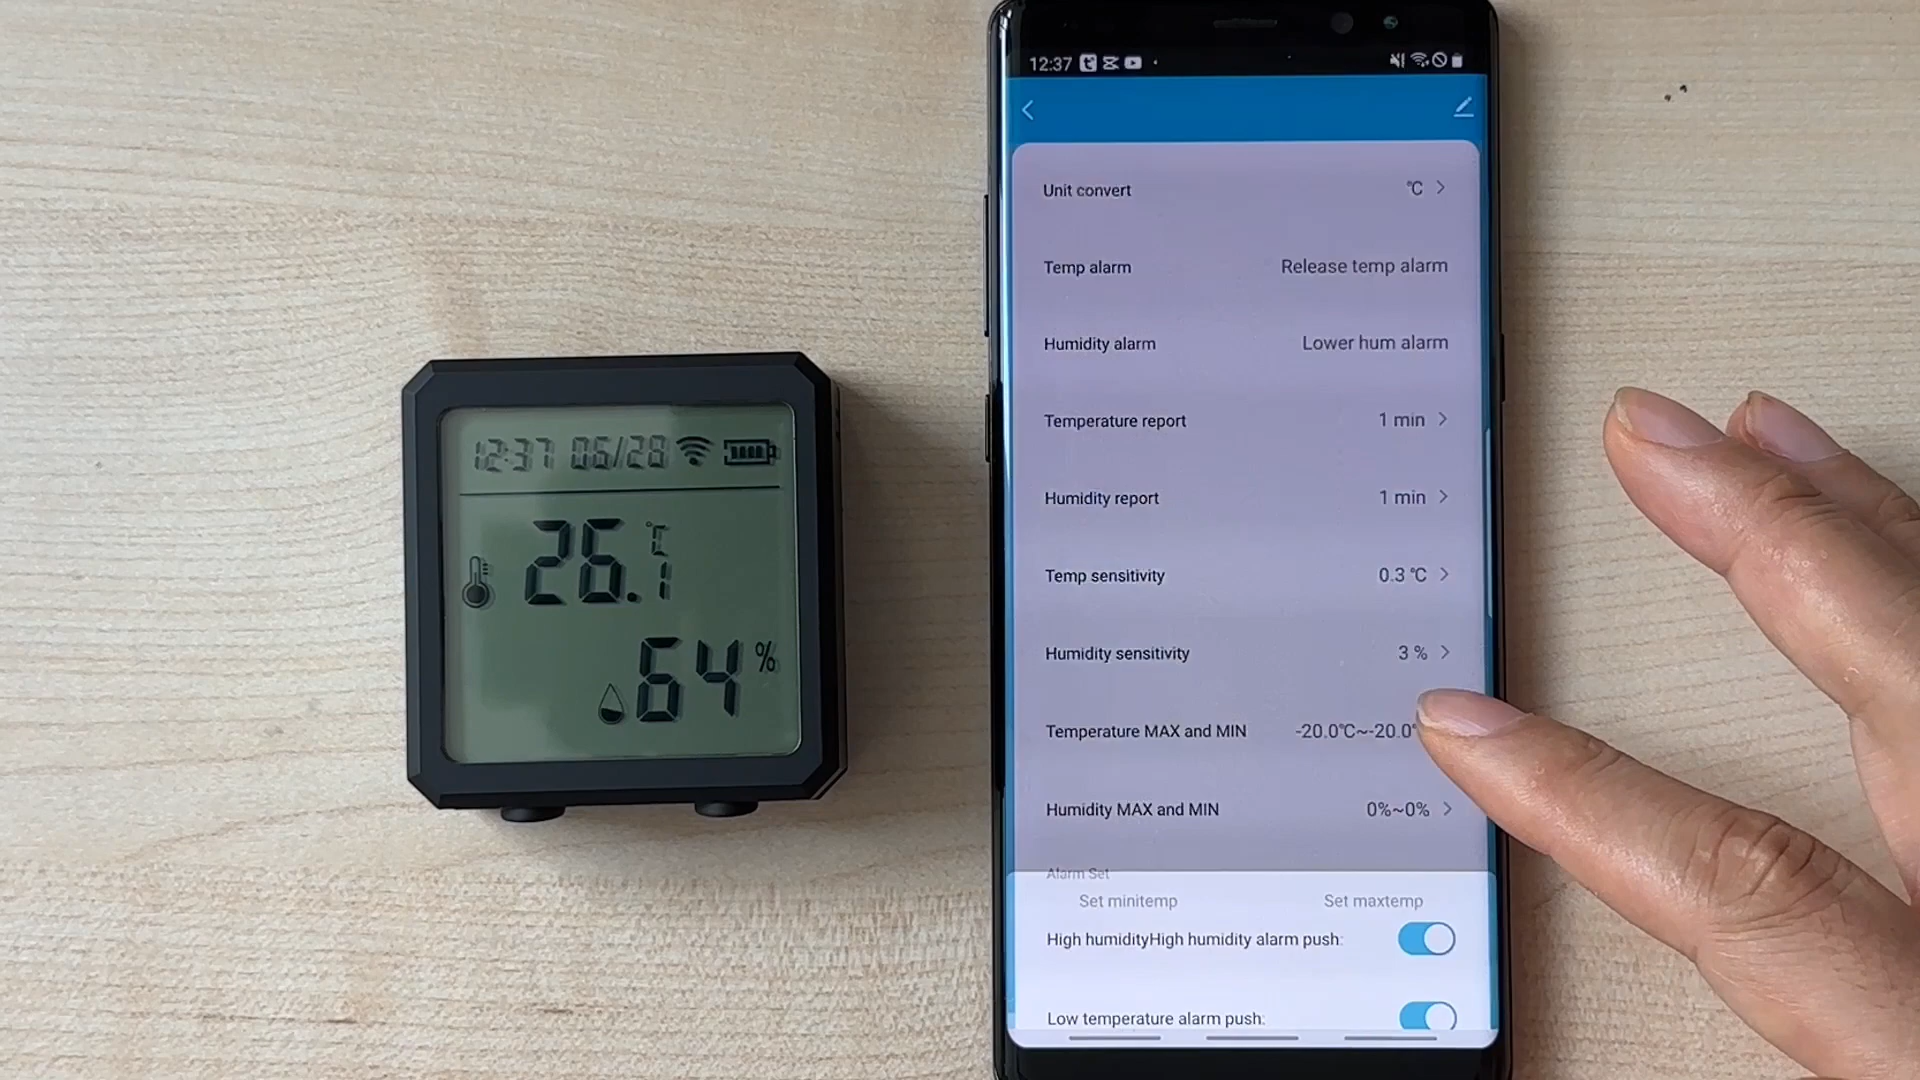 12:37 06/28
26.1 ℃
64 %
12:37
Unit convert ℃
Temp alarm Release temp alarm
Humidity alarm Lower hum alarm
Temperature report 1 min
Humidity report 1 min
Temp sensitivity 0.3 ℃
Humidity sensitivity 3 %
Temperature MAX and MIN -20.0℃~-20.0°
Humidity MAX and MIN 0%~0%
Alarm Set
Set minitemp Set maxtemp
High humidityHigh humidity alarm push:
Low temperature alarm push: